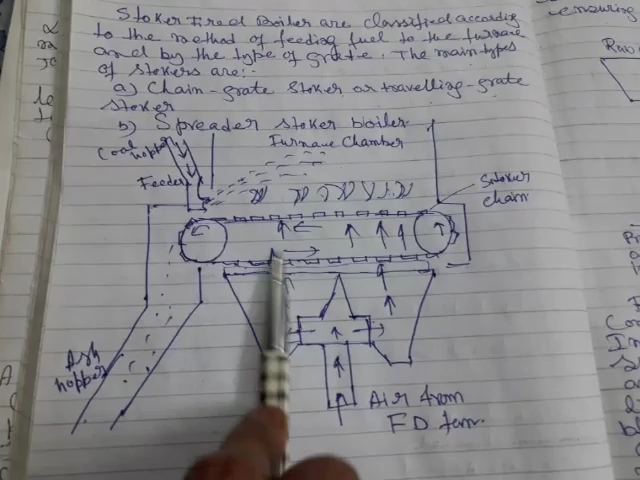 Stoker Fired Boiler are classified according
to the method of feeding fuel to the furnace
and by the type of grate. The main types
of stokers are:-
a) Chain-grate stoker or travelling-grate
stoker
b) Spreader stoker boiler.
Coal hopper
Furnace Chamber
Feeder
Stoker
chain
Ash
hopper
Air from
FD fan.
ensuring